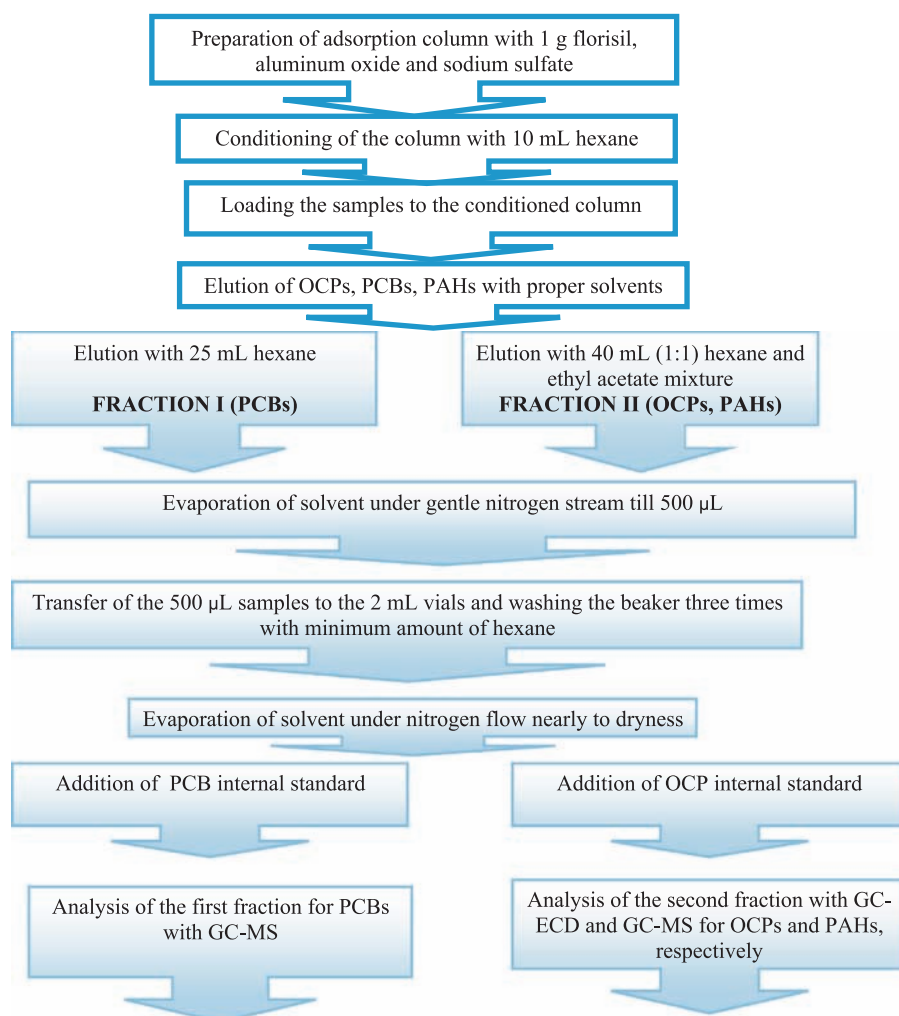 Preparation of adsorption column with 1 g florisil,
aluminum oxide and sodium sulfate
Conditioning of the column with 10 mL hexane
Loading the samples to the conditioned column
Elution of OCPs, PCBs, PAHs with proper solvents
Elution with 25 mL hexane
FRACTION I (PCBs)
Elution with 40 mL (1:1) hexane and
ethyl acetate mixture
FRACTION II (OCPs, PAHs)
Evaporation of solvent under gentle nitrogen stream till 500 µL
Transfer of the 500 µL samples to the 2 mL vials and washing the beaker three times
with minimum amount of hexane
Evaporation of solvent under nitrogen flow nearly to dryness
Addition of PCB internal standard
Addition of OCP internal standard
Analysis of the first fraction for PCBs
with GC-MS
Analysis of the second fraction with GC-
ECD and GC-MS for OCPs and PAHs,
respectively